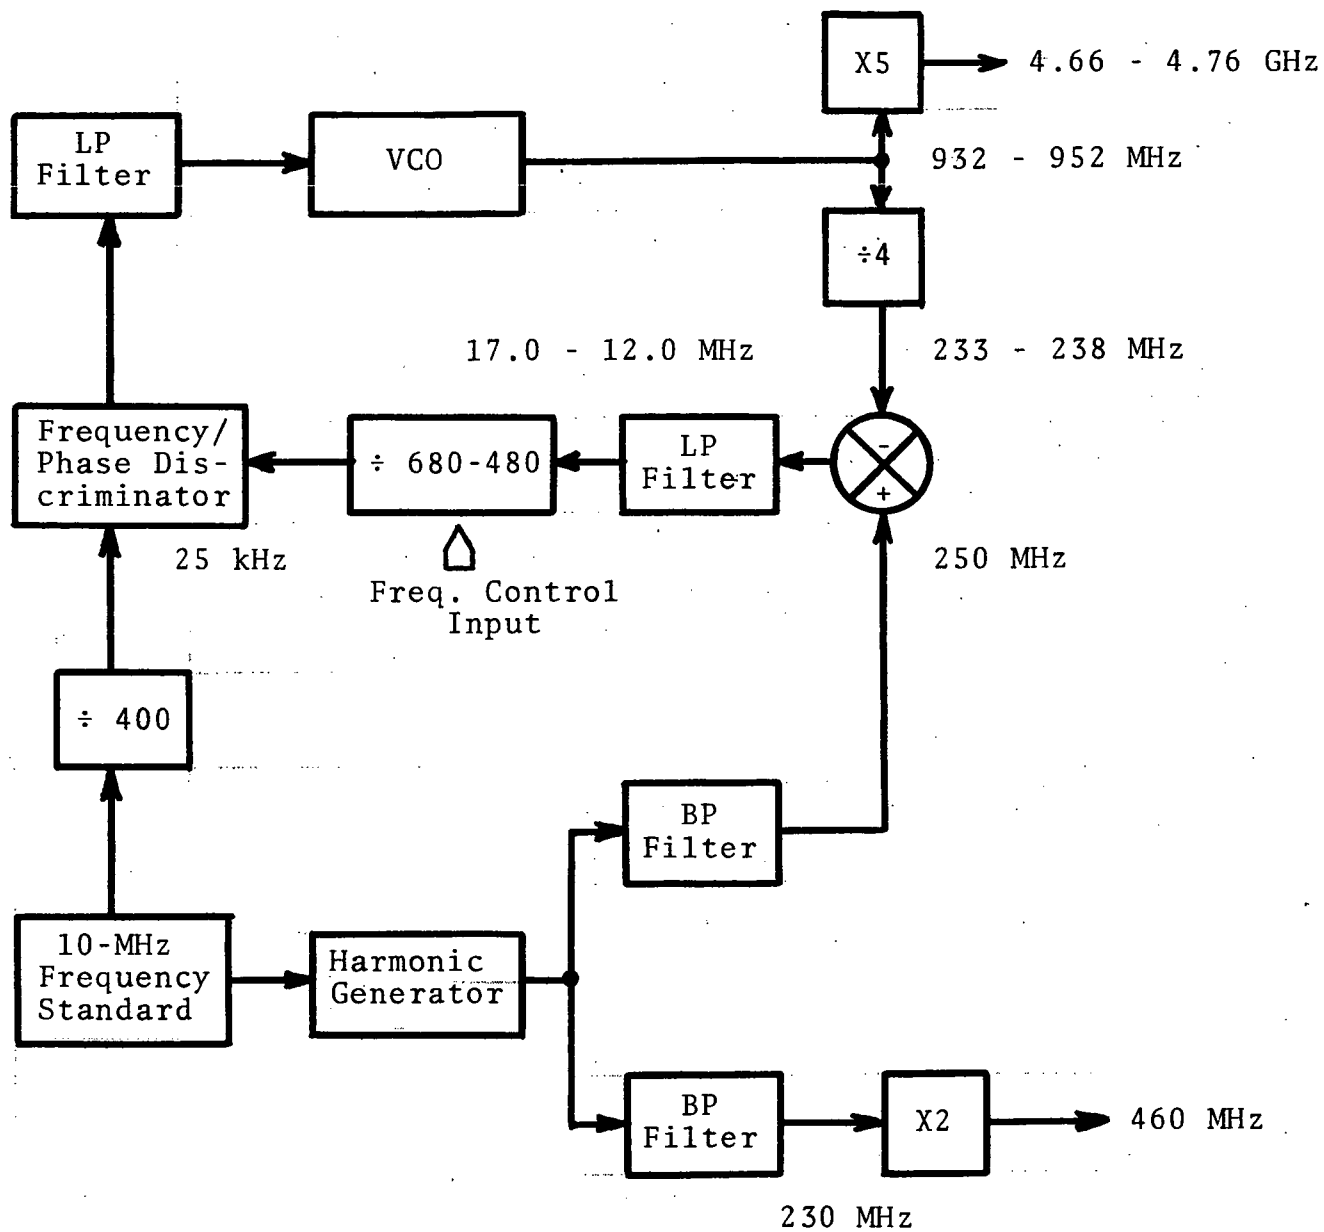 X5
4.66 - 4.76 GHz
LP
Filter
VCO
932 - 952 MHz
÷4
17.0 - 12.0 MHz
233 - 238 MHz
Frequency/
Phase Dis-
criminator
÷ 680-480
LP
Filter
-
+
25 kHz
250 MHz
Freq. Control
Input
÷ 400
BP
Filter
10-MHz
Frequency
Standard
Harmonic
Generator
BP
Filter
X2
460 MHz
230 MHz